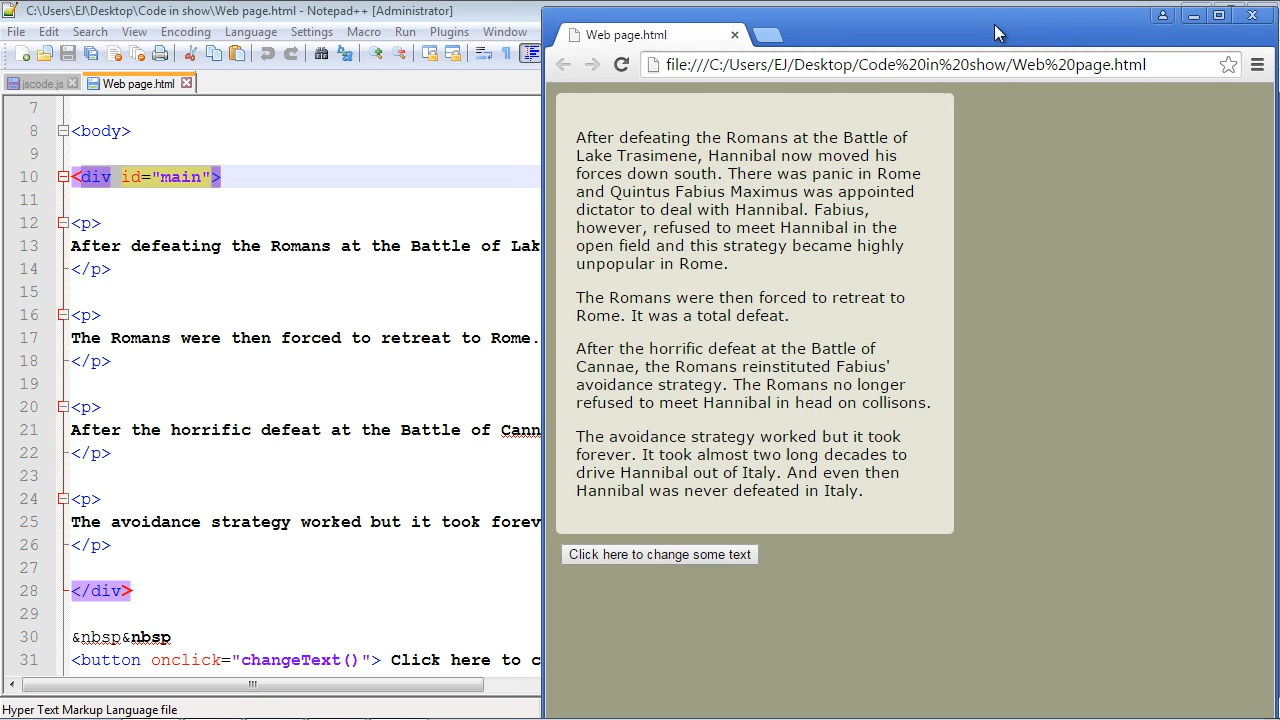 C:\Users\EJ\Desktop\Code in show\Web page.html - Notepad++ [Administrator]
File Edit Search View Encoding Language Settings Macro Run Plugins Window
jscode.js
Web page.html
7
8 <body>
9
10 <div id="main">
11
12 <p>
13 After defeating the Romans at the Battle of Lak
14 </p>
15
16 <p>
17 The Romans were then forced to retreat to Rome.
18 </p>
19
20 <p>
21 After the horrific defeat at the Battle of Cann
22 </p>
23
24 <p>
25 The avoidance strategy worked but it took forev
26 </p>
27
28 </div>
29
30 &nbsp&nbsp
31 <button onclick="changeText()"> Click here to c
Hyper Text Markup Language file
Web page.html
file:///C:/Users/EJ/Desktop/Code%20in%20show/Web%20page.html
After defeating the Romans at the Battle of
Lake Trasimene, Hannibal now moved his
forces down south. There was panic in Rome
and Quintus Fabius Maximus was appointed
dictator to deal with Hannibal. Fabius,
however, refused to meet Hannibal in the
open field and this strategy became highly
unpopular in Rome.
The Romans were then forced to retreat to
Rome. It was a total defeat.
After the horrific defeat at the Battle of
Cannae, the Romans reinstituted Fabius'
avoidance strategy. The Romans no longer
refused to meet Hannibal in head on collisons.
The avoidance strategy worked but it took
forever. It took almost two long decades to
drive Hannibal out of Italy. And even then
Hannibal was never defeated in Italy.
Click here to change some text